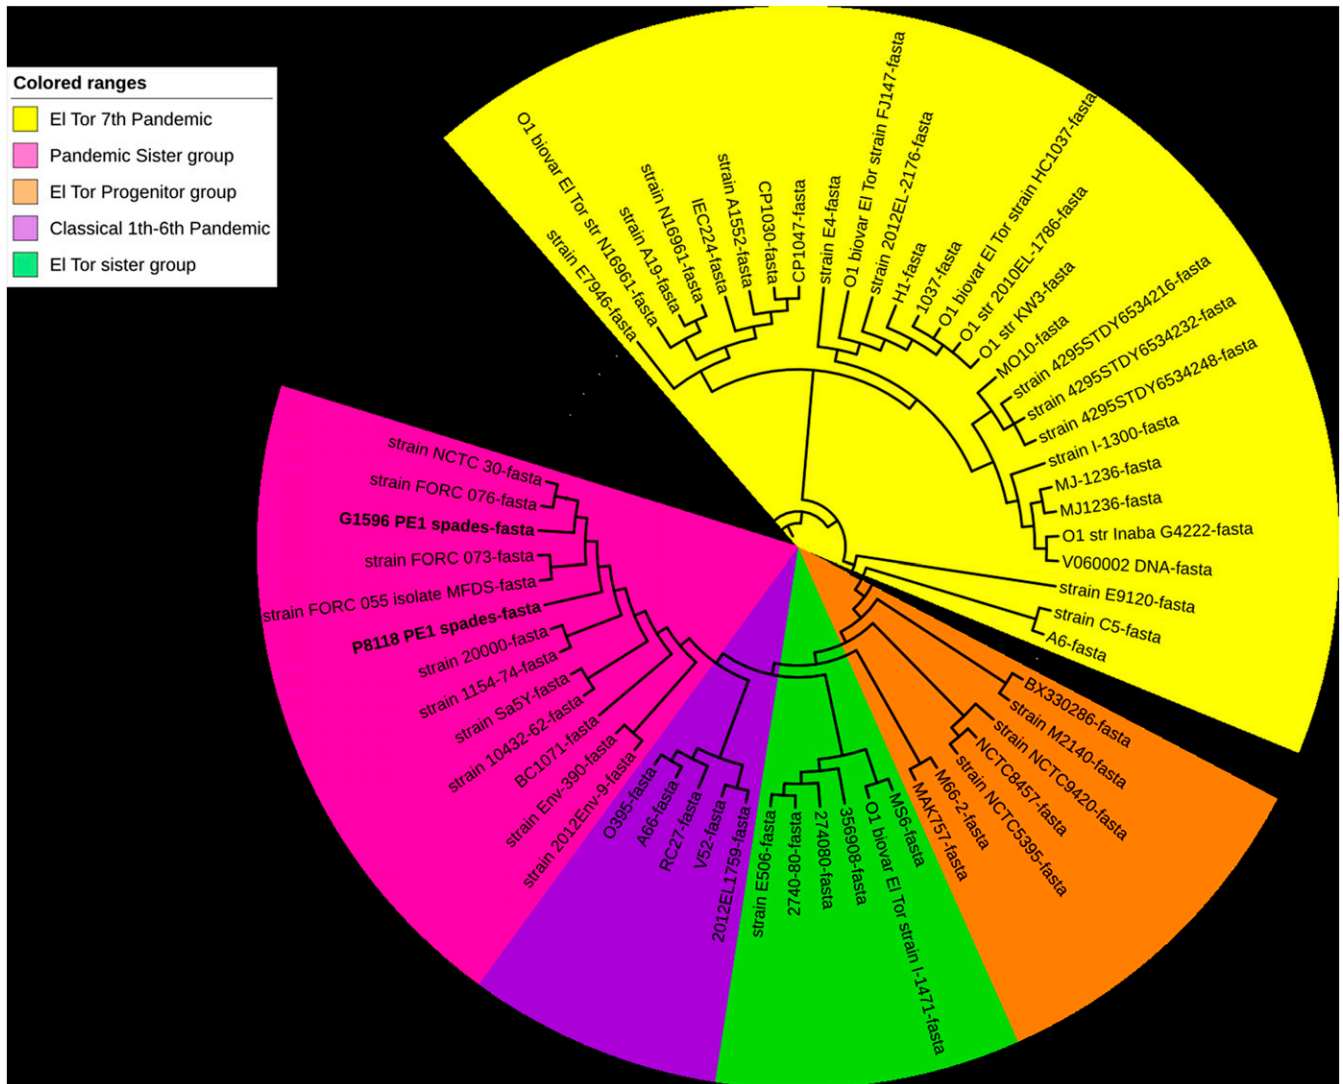 Colored ranges
El Tor 7th Pandemic
Pandemic Sister group
El Tor Progenitor group
Classical 1th-6th Pandemic
El Tor sister group
strain E7946-fasta
O1 biovar El Tor str N16961-fasta
strain A19-fasta
strain N16961-fasta
IEC224-fasta
strain A1552-fasta
CP1030-fasta
CP1047-fasta
strain E4-fasta
O1 biovar El Tor strain FJ147-fasta
strain 2012EL-2176-fasta
H1-fasta
1037-fasta
O1 biovar El Tor strain HC1037-fasta
O1 str 2010EL-1786-fasta
O1 str KW3-fasta
MO10-fasta
strain 4295STDY6534216-fasta
strain 4295STDY6534232-fasta
strain 4295STDY6534248-fasta
strain I-1300-fasta
MJ-1236-fasta
MJ1236-fasta
O1 str Inaba G4222-fasta
V060002 DNA-fasta
strain E9120-fasta
strain C5-fasta
A6-fasta
BX330286-fasta
strain M2140-fasta
strain NCTC9420-fasta
NCTC8457-fasta
strain NCTC5395-fasta
M66-2-fasta
MAK757-fasta
MS6-fasta
O1 biovar El Tor strain I-1471-fasta
356908-fasta
274080-fasta
2740-80-fasta
strain E506-fasta
2012EL1759-fasta
V52-fasta
RC27-fasta
A66-fasta
O395-fasta
strain 2012Env-9-fasta
strain Env-390-fasta
BC1071-fasta
strain 10432-62-fasta
strain Sa5Y-fasta
strain 1154-74-fasta
strain 20000-fasta
P8118 PE1 spades-fasta
strain FORC 055 isolate MFDS-fasta
strain FORC 073-fasta
G1596 PE1 spades-fasta
strain FORC 076-fasta
strain NCTC 30-fasta